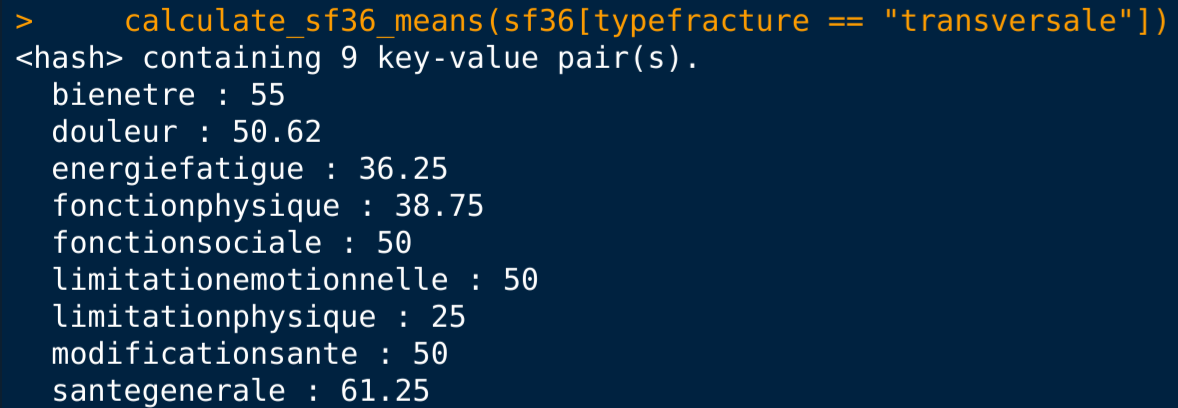 > calculate_sf36_means(sf36[typefracture == "transversale"])
<hash> containing 9 key-value pair(s).
bienetre : 55
douleur : 50.62
energiefatigue : 36.25
fonctionphysique : 38.75
fonctionsociale : 50
limitationemotionnelle : 50
limitationphysique : 25
modificationsante : 50
santegenerale : 61.25